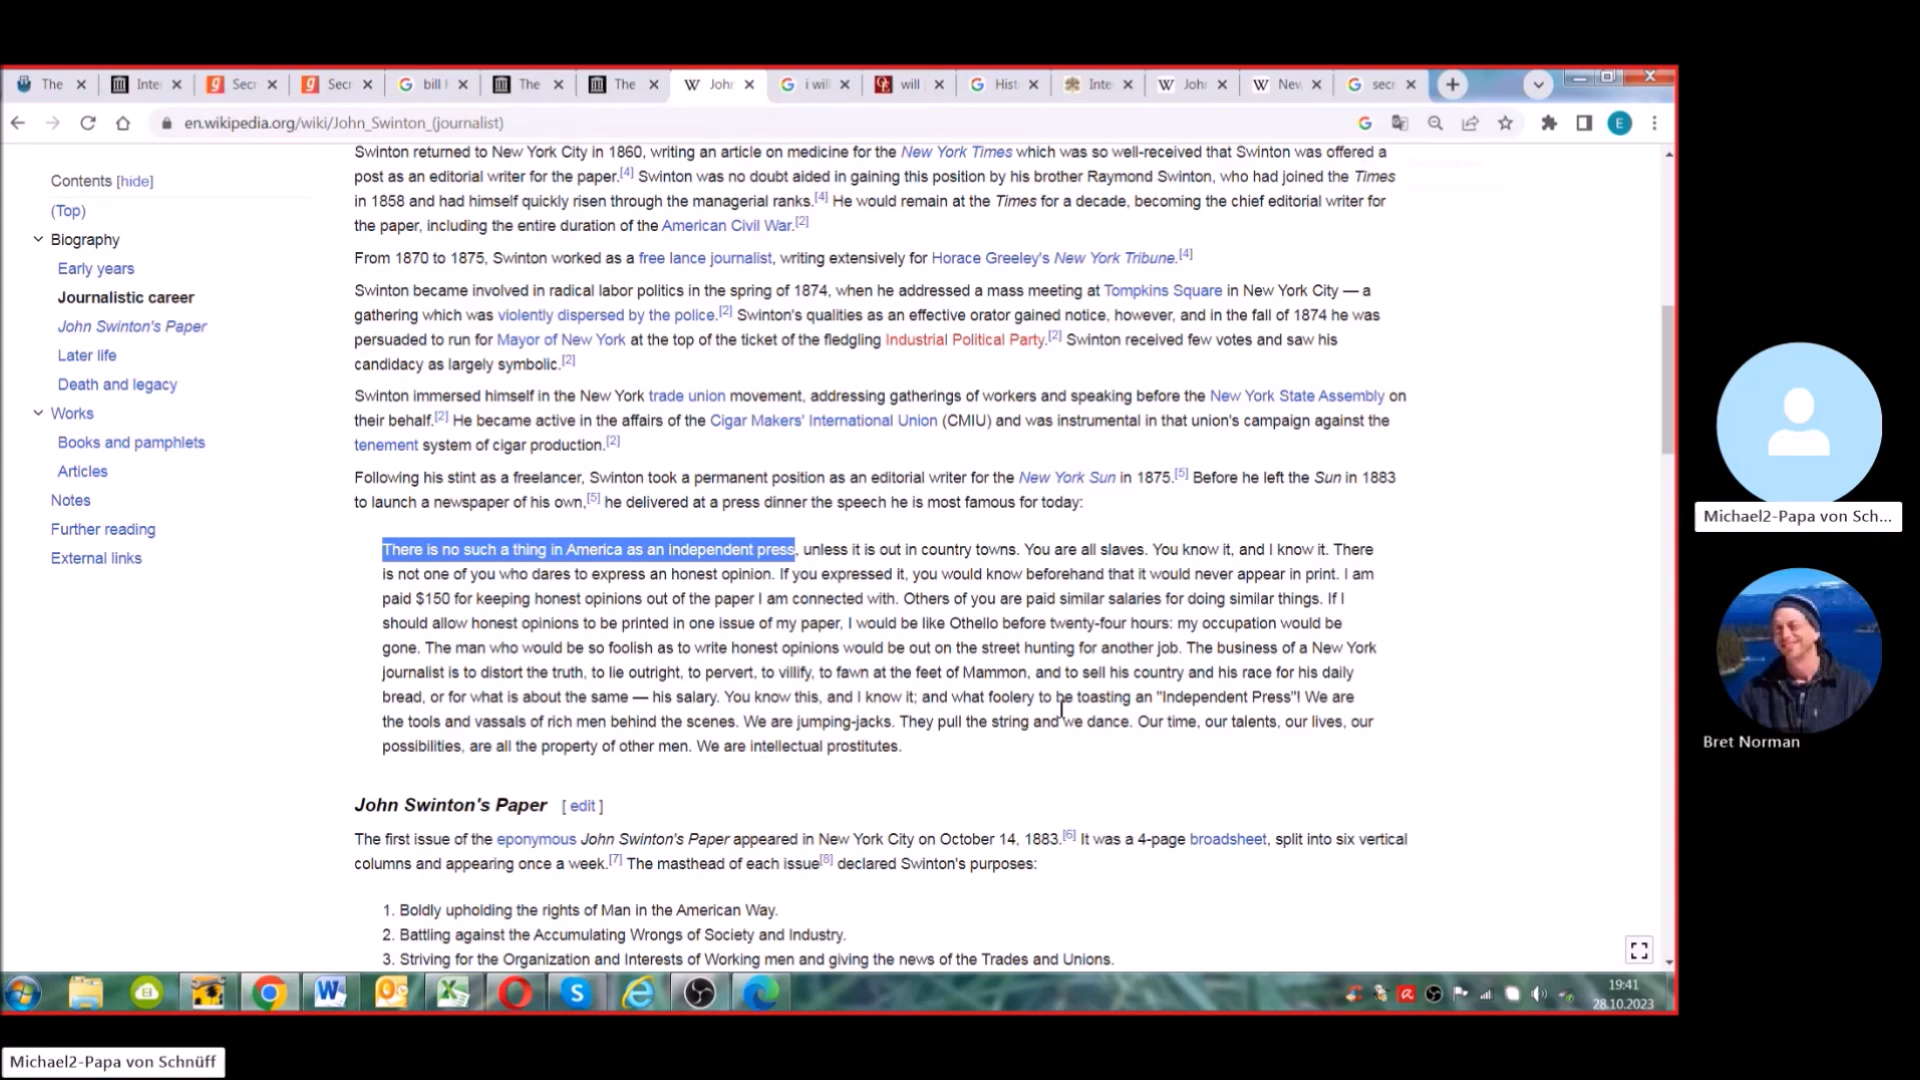 The
Inte
Secr
Secr
bill h
The
The
Johr
i will
will
Hist
Inte
Johr
New
secr
en.wikipedia.org/wiki/John_Swinton_(journalist)
E
Contents [hide]
(Top)
Biography
Early years
Journalistic career
John Swinton's Paper
Later life
Death and legacy
Works
Books and pamphlets
Articles
Notes
Further reading
External links
Swinton returned to New York City in 1860, writing an article on medicine for the New York Times which was so well-received that Swinton was offered a
post as an editorial writer for the paper.[4] Swinton was no doubt aided in gaining this position by his brother Raymond Swinton, who had joined the Times
in 1858 and had himself quickly risen through the managerial ranks.[4] He would remain at the Times for a decade, becoming the chief editorial writer for
the paper, including the entire duration of the American Civil War.[2]
From 1870 to 1875, Swinton worked as a free lance journalist, writing extensively for Horace Greeley's New York Tribune.[4]
Swinton became involved in radical labor politics in the spring of 1874, when he addressed a mass meeting at Tompkins Square in New York City — a
gathering which was violently dispersed by the police.[2] Swinton's qualities as an effective orator gained notice, however, and in the fall of 1874 he was
persuaded to run for Mayor of New York at the top of the ticket of the fledgling Industrial Political Party.[2] Swinton received few votes and saw his
candidacy as largely symbolic.[2]
Swinton immersed himself in the New York trade union movement, addressing gatherings of workers and speaking before the New York State Assembly on
their behalf.[2] He became active in the affairs of the Cigar Makers' International Union (CMIU) and was instrumental in that union's campaign against the
tenement system of cigar production.[2]
Following his stint as a freelancer, Swinton took a permanent position as an editorial writer for the New York Sun in 1875.[5] Before he left the Sun in 1883
to launch a newspaper of his own,[5] he delivered at a press dinner the speech he is most famous for today:
There is no such a thing in America as an independent press, unless it is out in country towns. You are all slaves. You know it, and I know it. There
is not one of you who dares to express an honest opinion. If you expressed it, you would know beforehand that it would never appear in print. I am
paid $150 for keeping honest opinions out of the paper I am connected with. Others of you are paid similar salaries for doing similar things. If I
should allow honest opinions to be printed in one issue of my paper, I would be like Othello before twenty-four hours: my occupation would be
gone. The man who would be so foolish as to write honest opinions would be out on the street hunting for another job. The business of a New York
journalist is to distort the truth, to lie outright, to pervert, to villify, to fawn at the feet of Mammon, and to sell his country and his race for his daily
bread, or for what is about the same — his salary. You know this, and I know it; and what foolery to be toasting an "Independent Press"! We are
the tools and vassals of rich men behind the scenes. We are jumping-jacks. They pull the string and we dance. Our time, our talents, our lives, our
possibilities, are all the property of other men. We are intellectual prostitutes.
John Swinton's Paper [ edit ]
The first issue of the eponymous John Swinton's Paper appeared in New York City on October 14, 1883.[6] It was a 4-page broadsheet, split into six vertical
columns and appearing once a week.[7] The masthead of each issue[8] declared Swinton's purposes:
1. Boldly upholding the rights of Man in the American Way.
2. Battling against the Accumulating Wrongs of Society and Industry.
3. Striving for the Organization and Interests of Working men and giving the news of the Trades and Unions.
19:41
28.10.2023
Michael2-Papa von Sch...
Bret Norman
Michael2-Papa von Schnüff